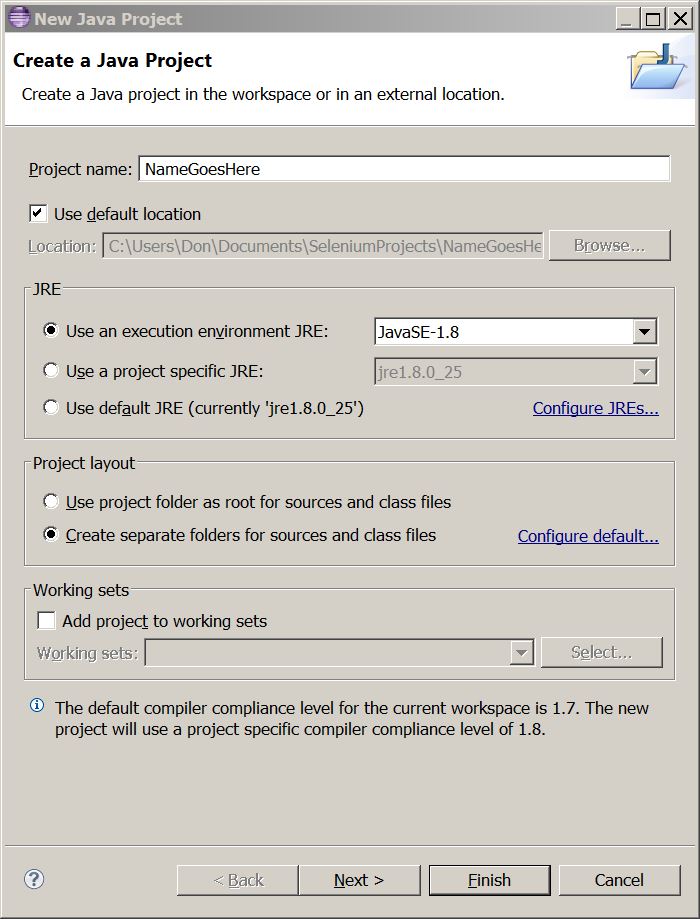 New Java Project
Create a Java Project
Create a Java project in the workspace or in an external location.
Project name: NameGoesHere
Use default location
Location: C:\Users\Don\Documents\SeleniumProjects\NameGoesHe Browse...
JRE
Use an execution environment JRE: JavaSE-1.8
Use a project specific JRE: jre1.8.0_25
Use default JRE (currently 'jre1.8.0_25') Configure JREs...
Project layout
Use project folder as root for sources and class files
Create separate folders for sources and class files Configure default...
Working sets
Add project to working sets
Working sets: Select...
The default compiler compliance level for the current workspace is 1.7. The new
project will use a project specific compiler compliance level of 1.8.
? < Back Next > Finish Cancel